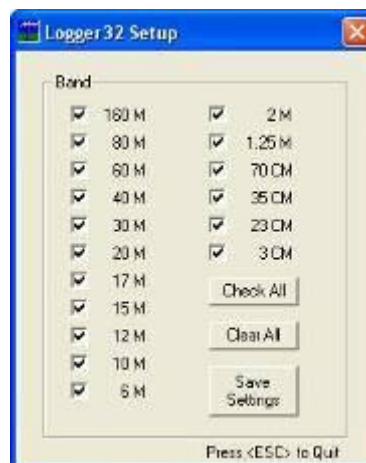 Logger32 Setup
Band
160 M
80 M
60 M
40 M
30 M
20 M
17 M
15 M
12 M
10 M
6 M
2 M
1.25 M
70 CM
35 CM
23 CM
3 CM
Check All
Clear All
Save
Settings
Press <ESC> to Quit